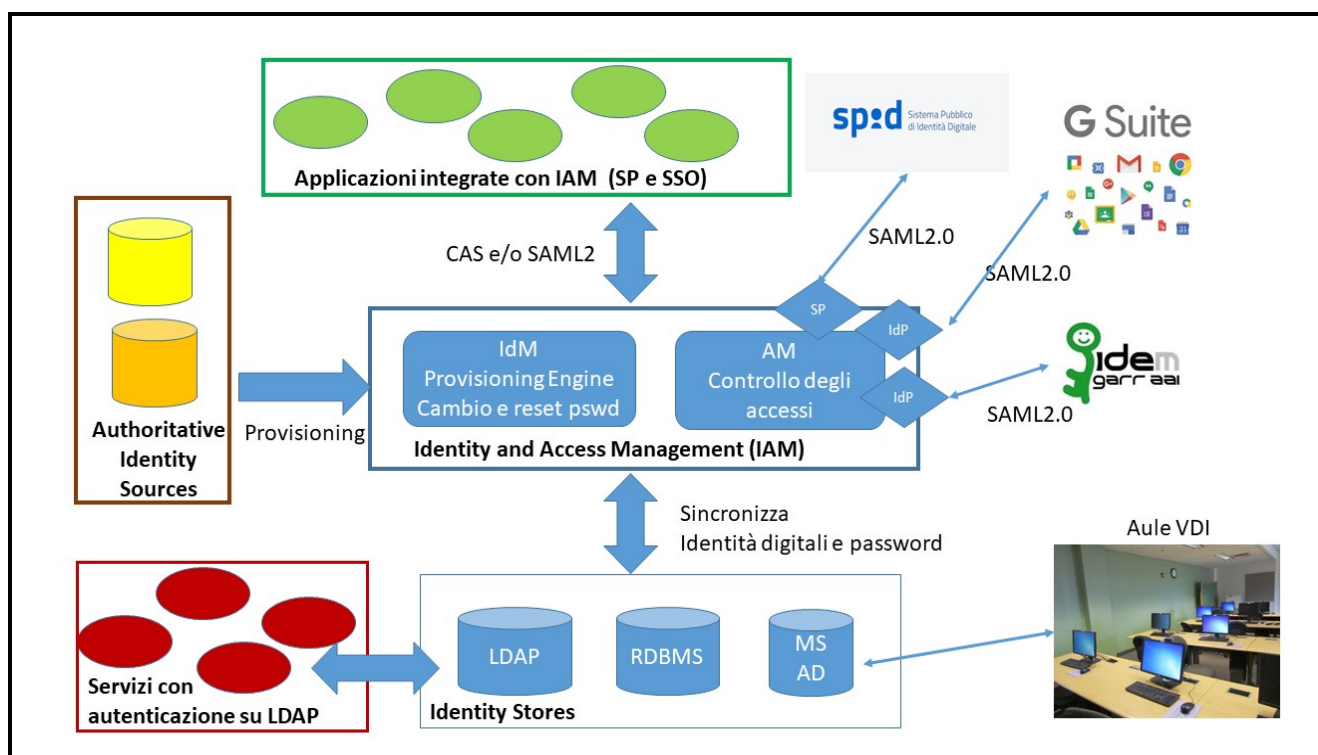 spid Sistema Pubblico
di Identità Digitale
G Suite
Applicazioni integrate con IAM (SP e SSO)
CAS e/o SAML2
SAML2.0
SAML2.0
SP
IdP
IdM
Provisioning Engine
Cambio e reset pswd
AM
Controllo degli
accessi
IdP
idem
garr aai
SAML2.0
Authoritative
Identity
Sources
Provisioning
Identity and Access Management (IAM)
Sincronizza
Identità digitali e password
Aule VDI
LDAP
RDBMS
MS
AD
Servizi con
autenticazione su LDAP
Identity Stores